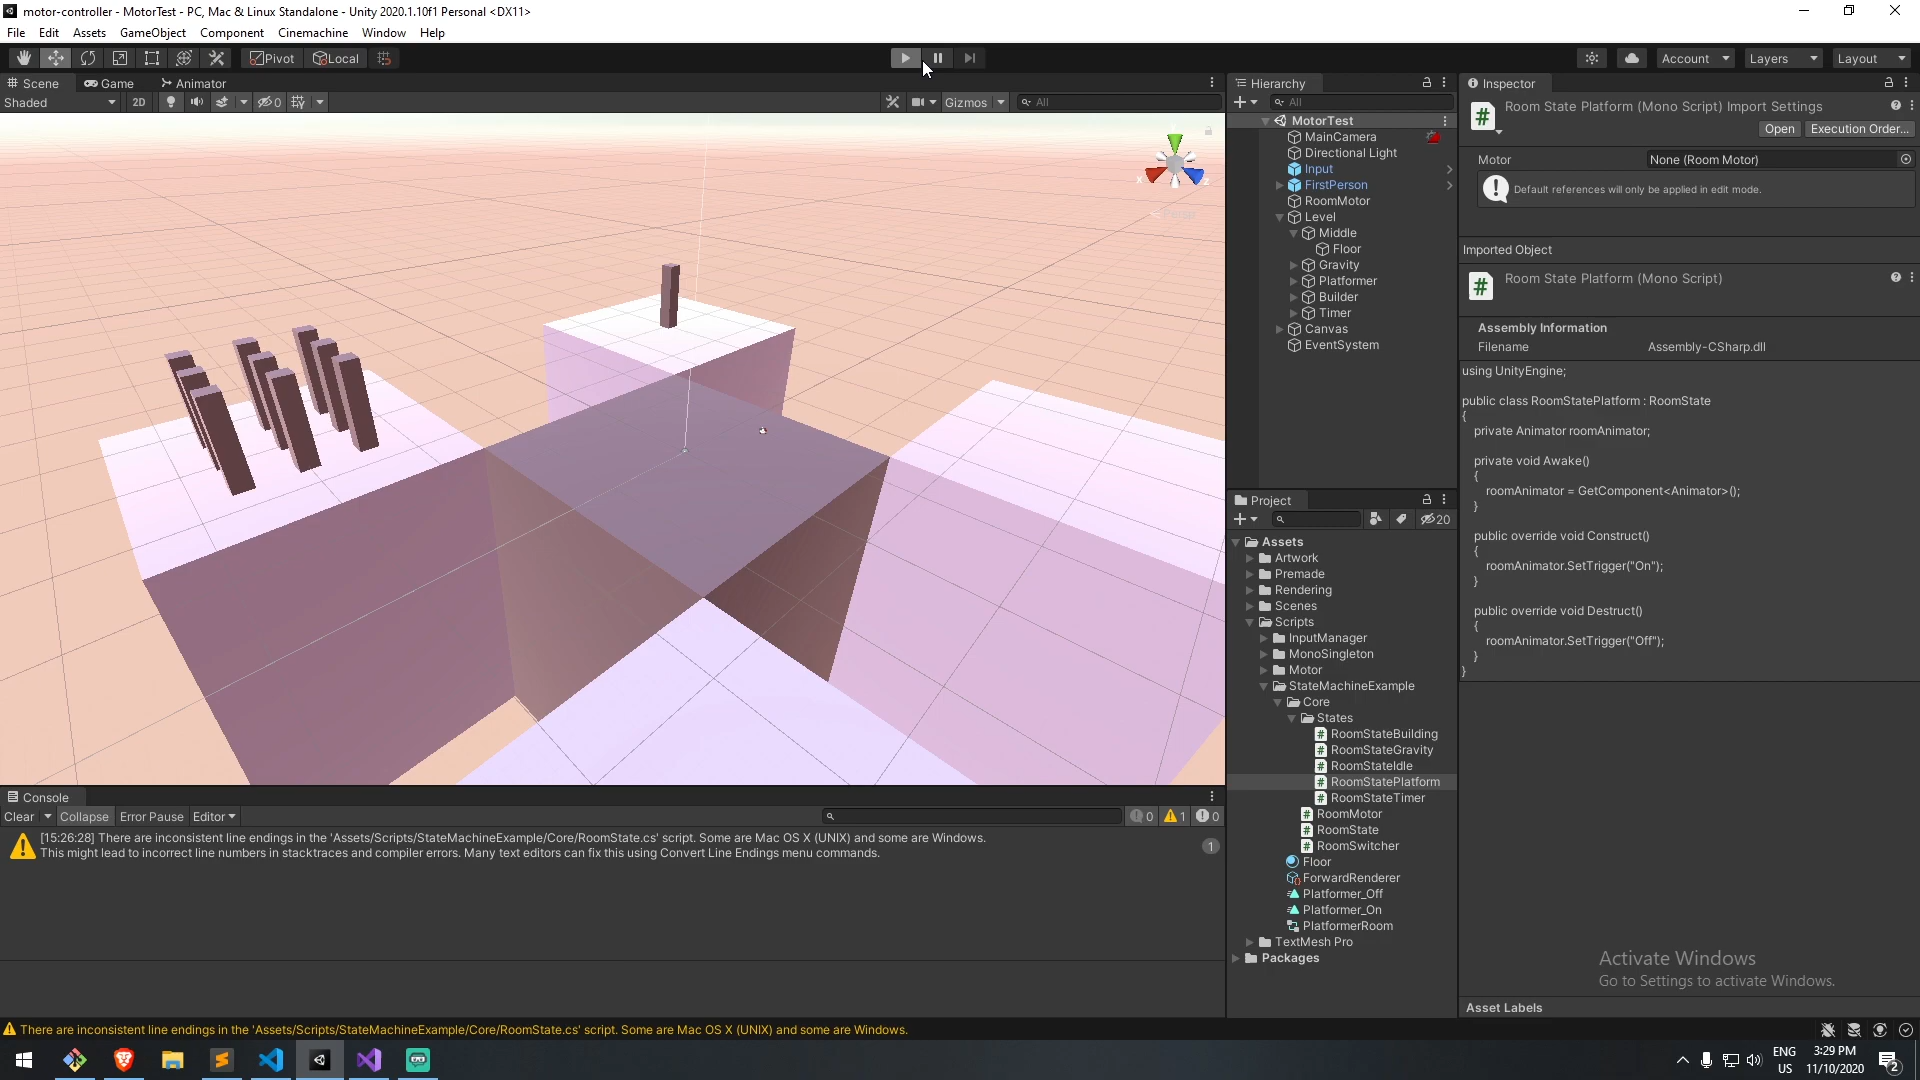 motor-controller - MotorTest - PC, Mac & Linux Standalone - Unity 2020.1.10f1 Personal <DX11>
File Edit Assets GameObject Component Cinemachine Window Help
Pivot Local Account Layers Layout
Scene Game Animator
Shaded 2D 0 Gizmos All
Hierarchy
All
MotorTest
MainCamera
Directional Light
Input
FirstPerson
RoomMotor
Level
Middle
Floor
Gravity
Platformer
Builder
Timer
Canvas
EventSystem
x z
Persp
Project
20
Assets
Artwork
Premade
Rendering
Scenes
Scripts
InputManager
MonoSingleton
Motor
StateMachineExample
Core
States
RoomStateBuilding
RoomStateGravity
RoomStateIdle
RoomStatePlatform
RoomStateTimer
RoomMotor
RoomState
RoomSwitcher
Floor
ForwardRenderer
Platformer_Off
Platformer_On
PlatformerRoom
TextMesh Pro
Packages
Inspector
Room State Platform (Mono Script) Import Settings
Open Execution Order...
Motor None (Room Motor)
Default references will only be applied in edit mode.
Imported Object
Room State Platform (Mono Script)
Assembly Information
Filename Assembly-CSharp.dll
using UnityEngine;
public class RoomStatePlatform : RoomState
{
private Animator roomAnimator;
private void Awake()
{
roomAnimator = GetComponent<Animator>();
}
public override void Construct()
{
roomAnimator.SetTrigger("On");
}
public override void Destruct()
{
roomAnimator.SetTrigger("Off");
}
}
Activate Windows
Go to Settings to activate Windows.
Asset Labels
Console
Clear Collapse Error Pause Editor 0 1 0
[15:26:28] There are inconsistent line endings in the 'Assets/Scripts/StateMachineExample/Core/RoomState.cs' script. Some are Mac OS X (UNIX) and some are Windows.
This might lead to incorrect line numbers in stacktraces and compiler errors. Many text editors can fix this using Convert Line Endings menu commands.
1
There are inconsistent line endings in the 'Assets/Scripts/StateMachineExample/Core/RoomState.cs' script. Some are Mac OS X (UNIX) and some are Windows.
ENG
US
3:29 PM
11/10/2020
2